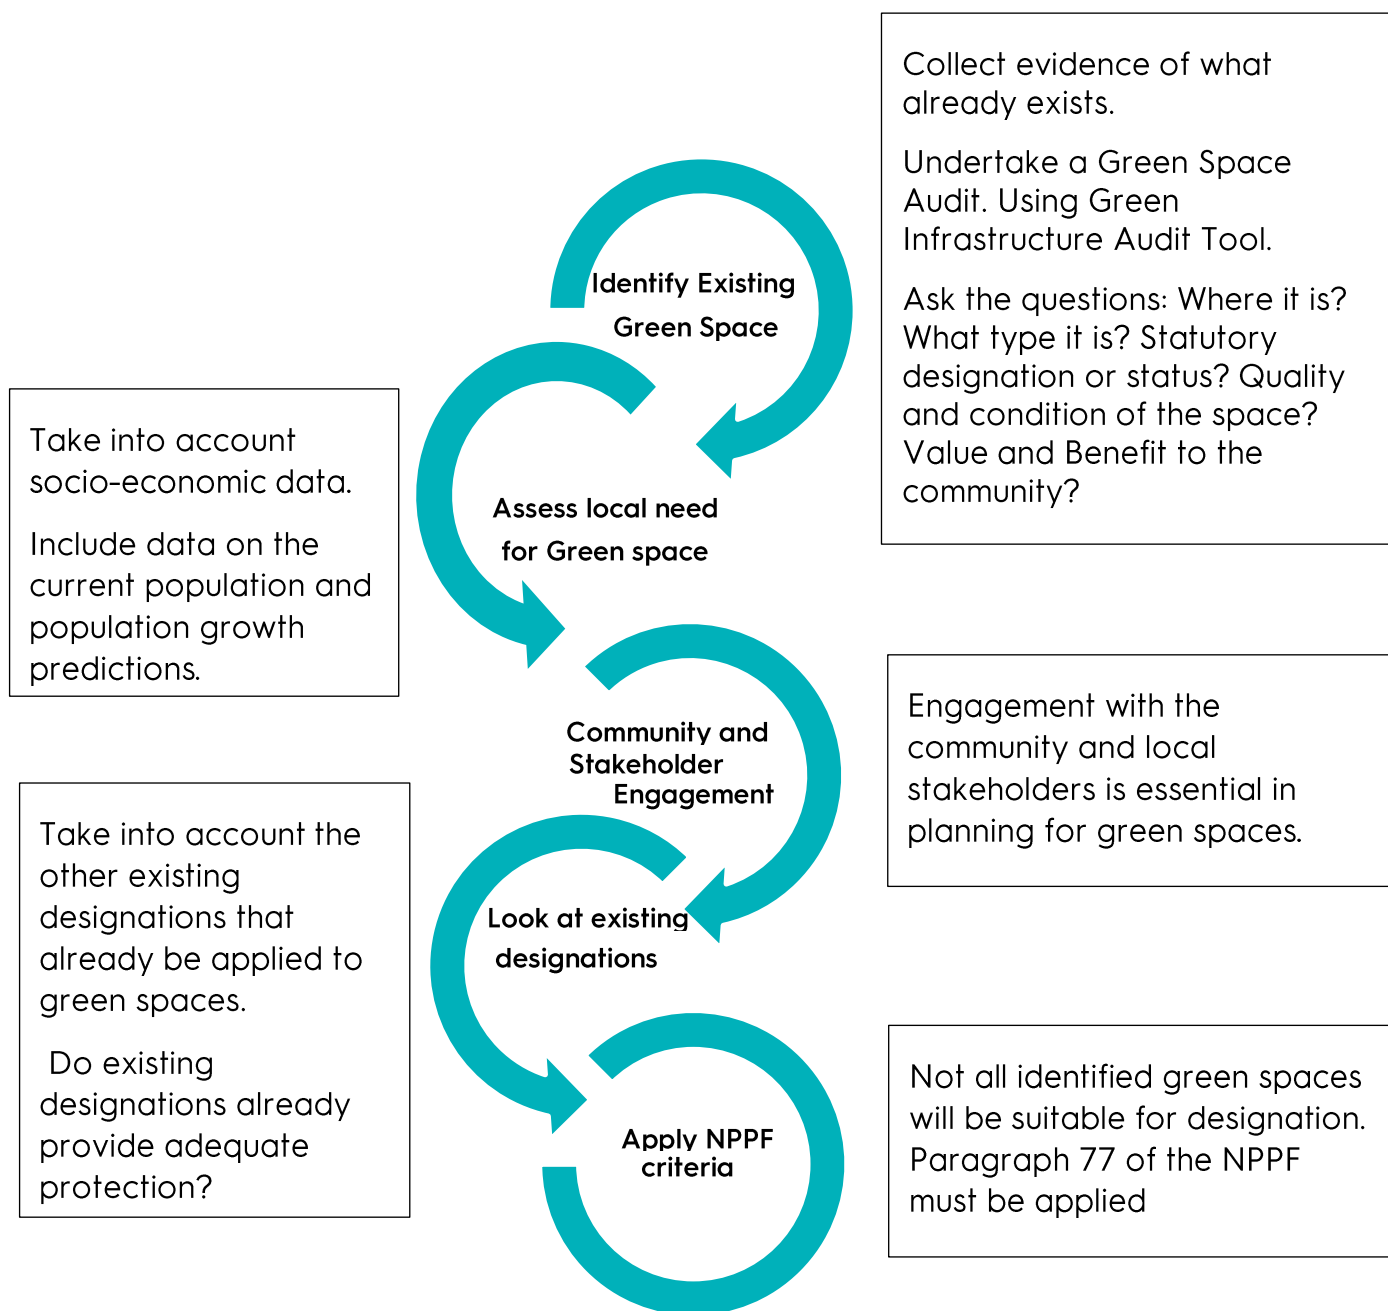 Identify Existing
Green Space
Collect evidence of what
already exists.
Undertake a Green Space
Audit. Using Green
Infrastructure Audit Tool.
Ask the questions: Where it is?
What type it is? Statutory
designation or status? Quality
and condition of the space?
Value and Benefit to the
community?
Assess local need
for Green space
Take into account
socio-economic data.
Include data on the
current population and
population growth
predictions.
Community and
Stakeholder
Engagement
Engagement with the
community and local
stakeholders is essential in
planning for green spaces.
Look at existing
designations
Take into account the
other existing
designations that
already be applied to
green spaces.
Do existing
designations already
provide adequate
protection?
Apply NPPF
criteria
Not all identified green spaces
will be suitable for designation.
Paragraph 77 of the NPPF
must be applied